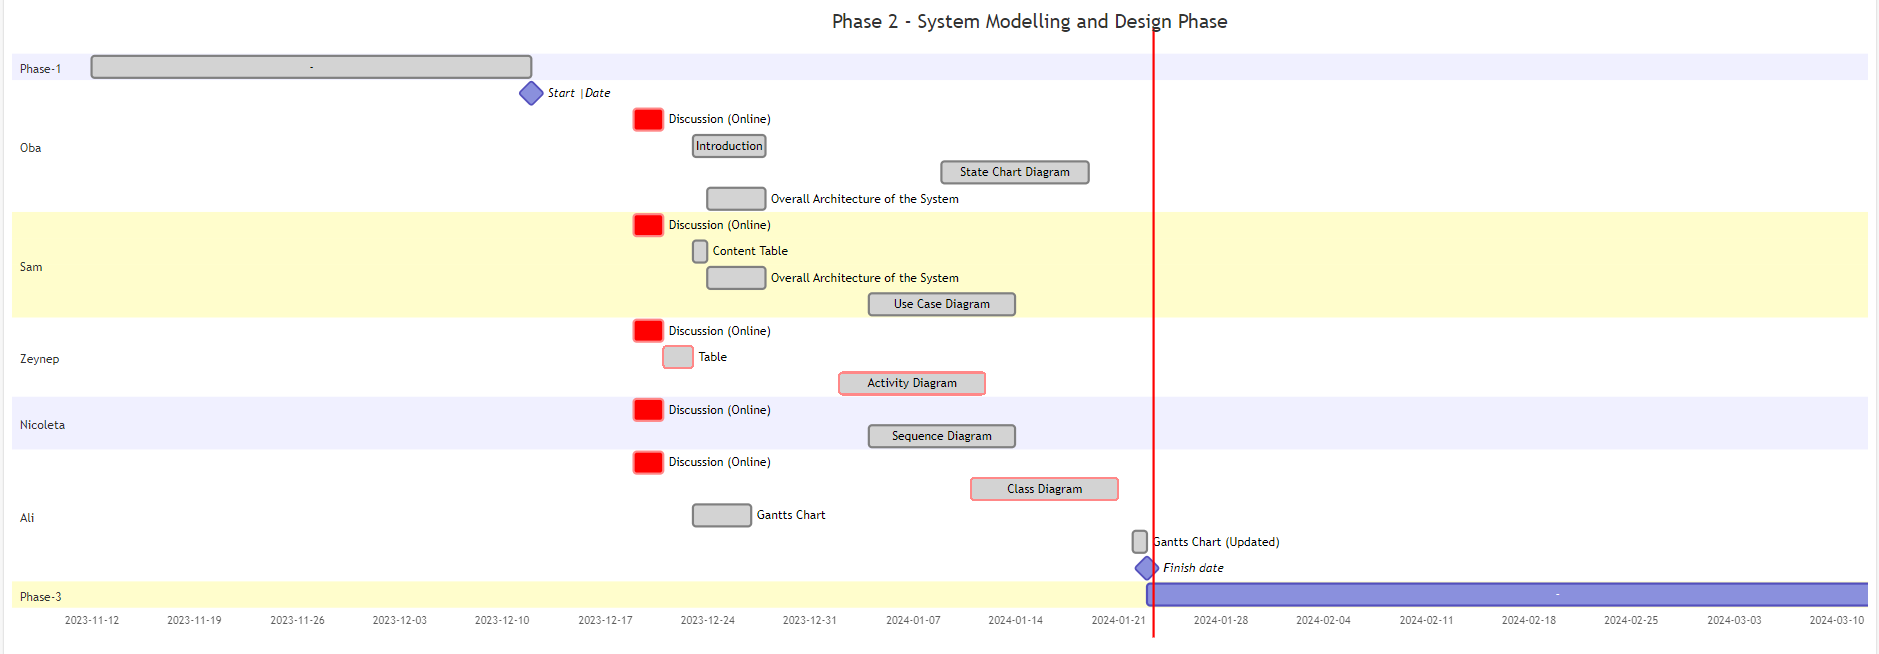 Phase 2 - System Modelling and Design Phase
Phase-1
-
Start |Date
Oba
Discussion (Online)
Introduction
State Chart Diagram
Overall Architecture of the System
Sam
Discussion (Online)
Content Table
Overall Architecture of the System
Use Case Diagram
Zeynep
Discussion (Online)
Table
Activity Diagram
Nicoleta
Discussion (Online)
Sequence Diagram
Ali
Discussion (Online)
Class Diagram
Gantts Chart
Gantts Chart (Updated)
Finish date
Phase-3
-
2023-11-12 2023-11-19 2023-11-26 2023-12-03 2023-12-10 2023-12-17 2023-12-24 2023-12-31 2024-01-07 2024-01-14 2024-01-21 2024-01-28 2024-02-04 2024-02-11 2024-02-18 2024-02-25 2024-03-03 2024-03-10